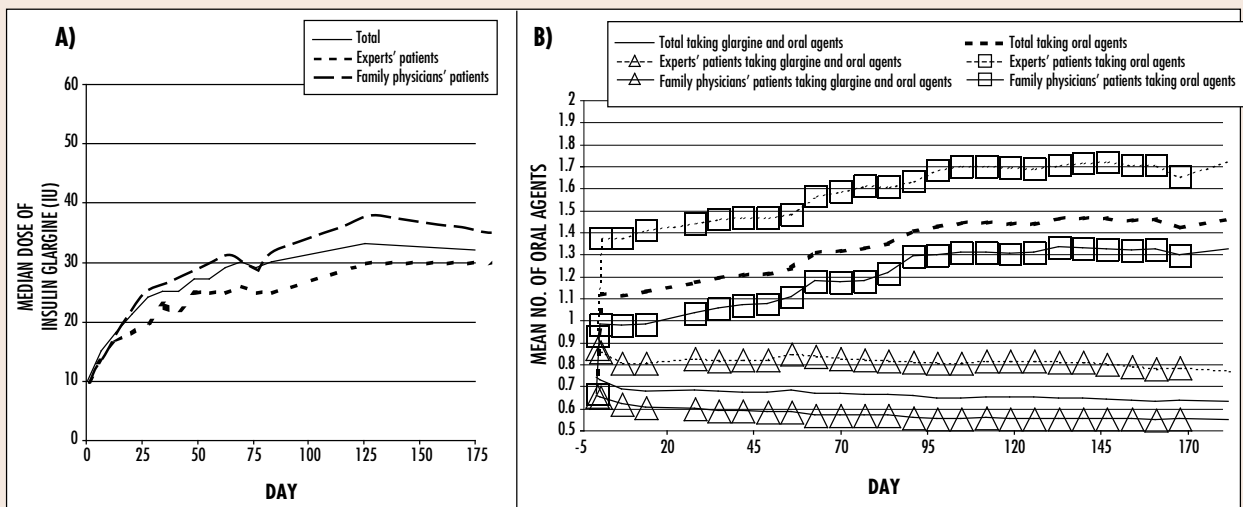 A)
Total
Experts' patients
Family physicians' patients
60
50
40
30
20
10
0
MEDIAN DOSE OF
INSULIN GLARGINE (IU)
0 25 50 75 100 125 150 175
DAY
B)
Total taking glargine and oral agents
Total taking oral agents
Experts' patients taking glargine and oral agents
Experts' patients taking oral agents
Family physicians' patients taking glargine and oral agents
Family physicians' patients taking oral agents
2
1.9
1.8
1.7
1.6
1.5
1.4
1.3
1.2
1.1
1
0.9
0.8
0.7
0.6
0.5
MEAN NO. OF ORAL AGENTS
-5 20 45 70 95 120 145 170
DAY